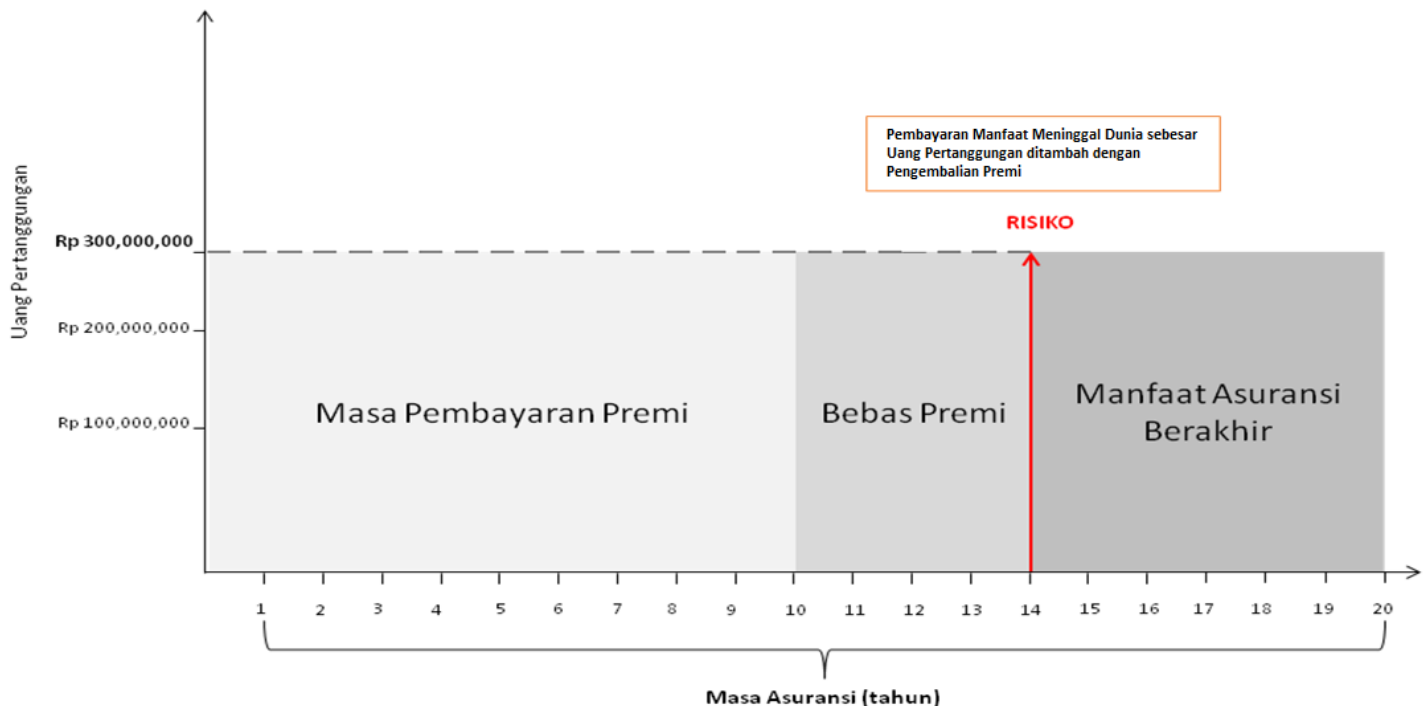 Pembayaran Manfaat Meninggal Dunia sebesar
Uang Pertanggungan ditambah dengan
Pengembalian Premi
RISIKO
Uang Pertanggungan
Rp 300,000,000
Rp 200,000,000
Rp 100,000,000
Masa Pembayaran Premi
Bebas Premi
Manfaat Asuransi
Berakhir
1 2 3 4 5 6 7 8 9 10 11 12 13 14 15 16 17 18 19 20
Masa Asuransi (tahun)